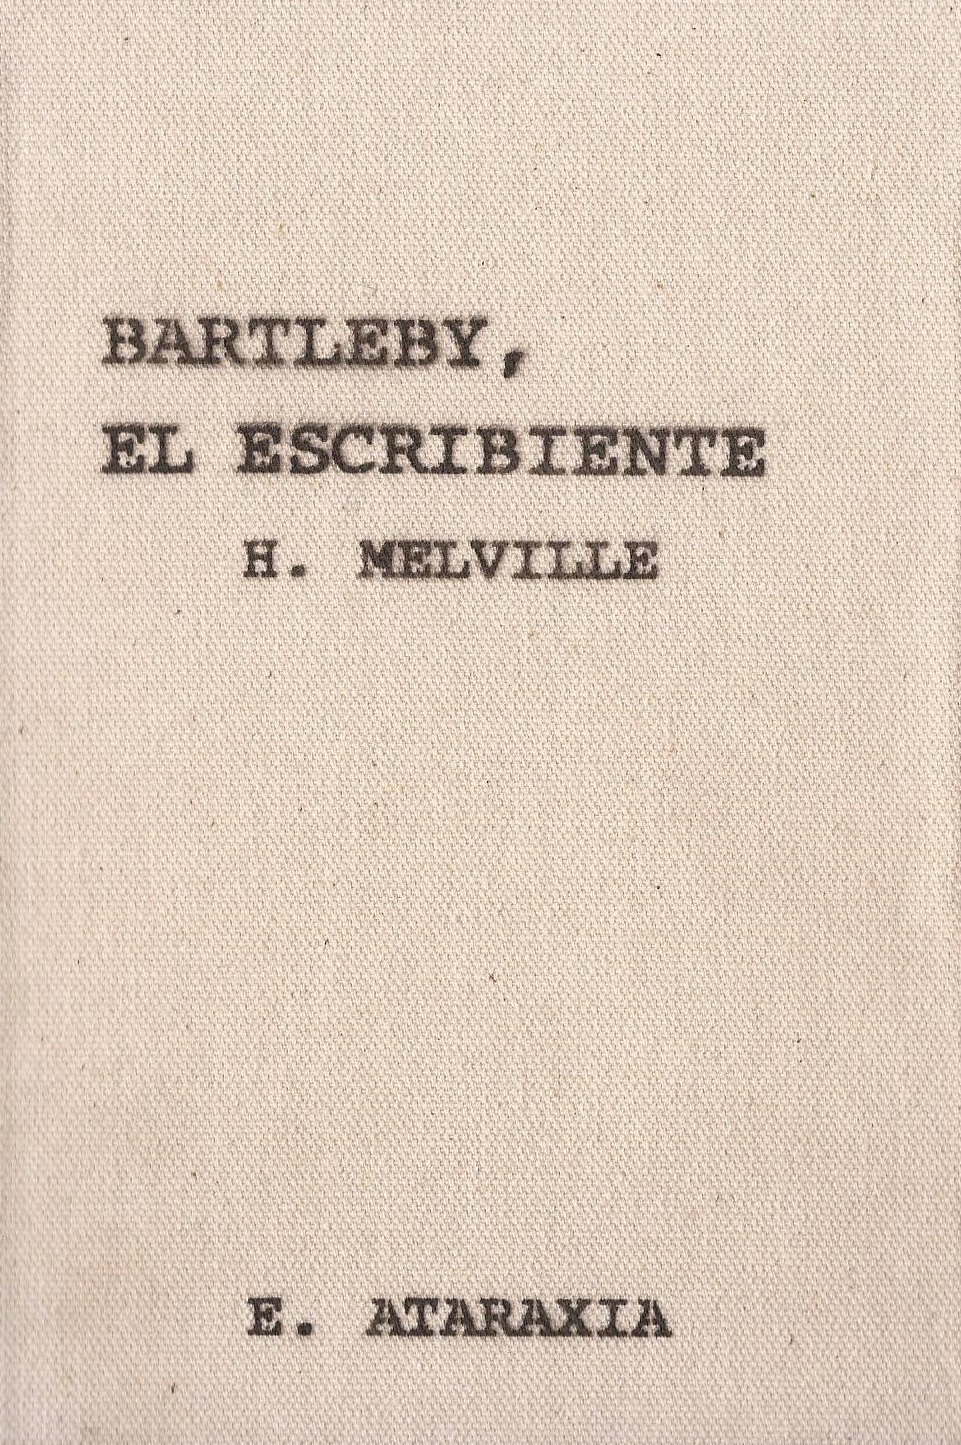 BARTLEBY,
EL ESCRIBIENTE
H. MELVILLE
E. ATARAXIA